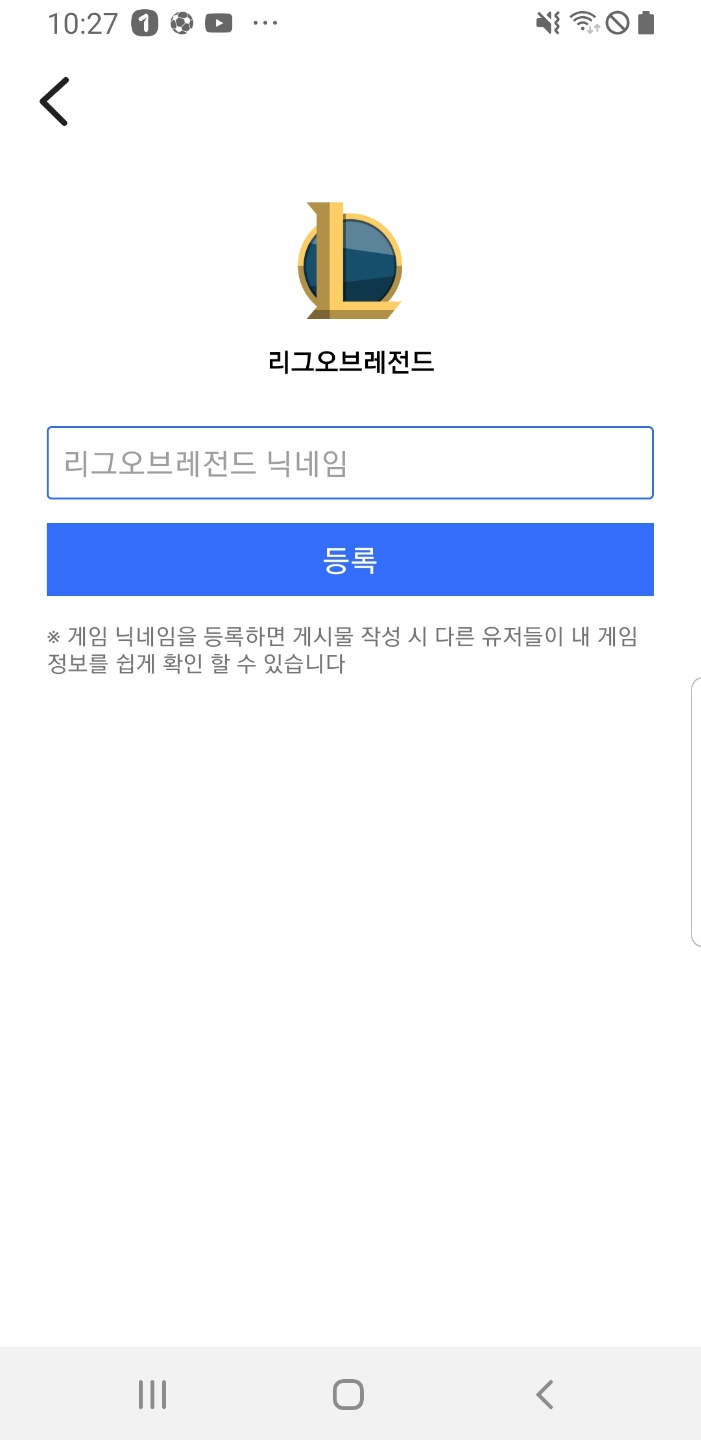 10:27
리그오브레전드
리그오브레전드 닉네임
등록
※ 게임 닉네임을 등록하면 게시물 작성 시 다른 유저들이 내 게임
정보를 쉽게 확인 할 수 있습니다